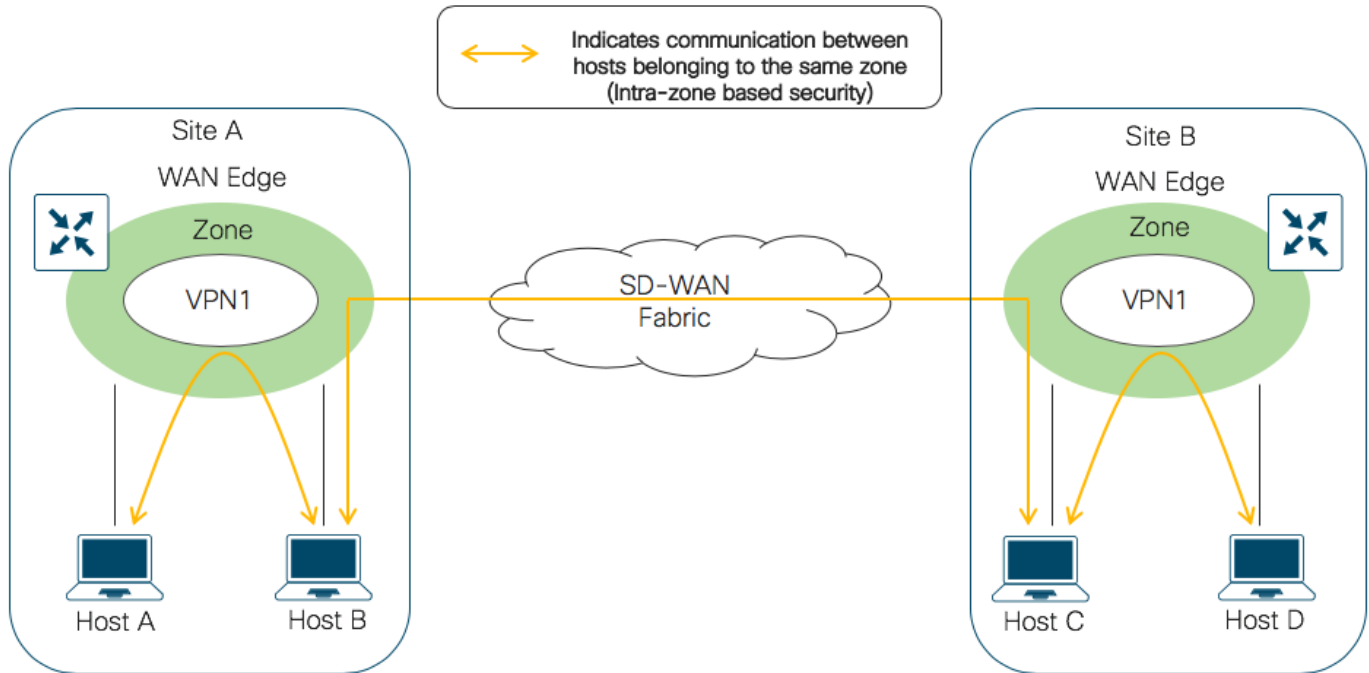 Indicates communication between
hosts belonging to the same zone
(Intra-zone based security)
Site A
WAN Edge
Zone
VPN1
Host A
Host B
SD-WAN
Fabric
Site B
WAN Edge
Zone
VPN1
Host C
Host D